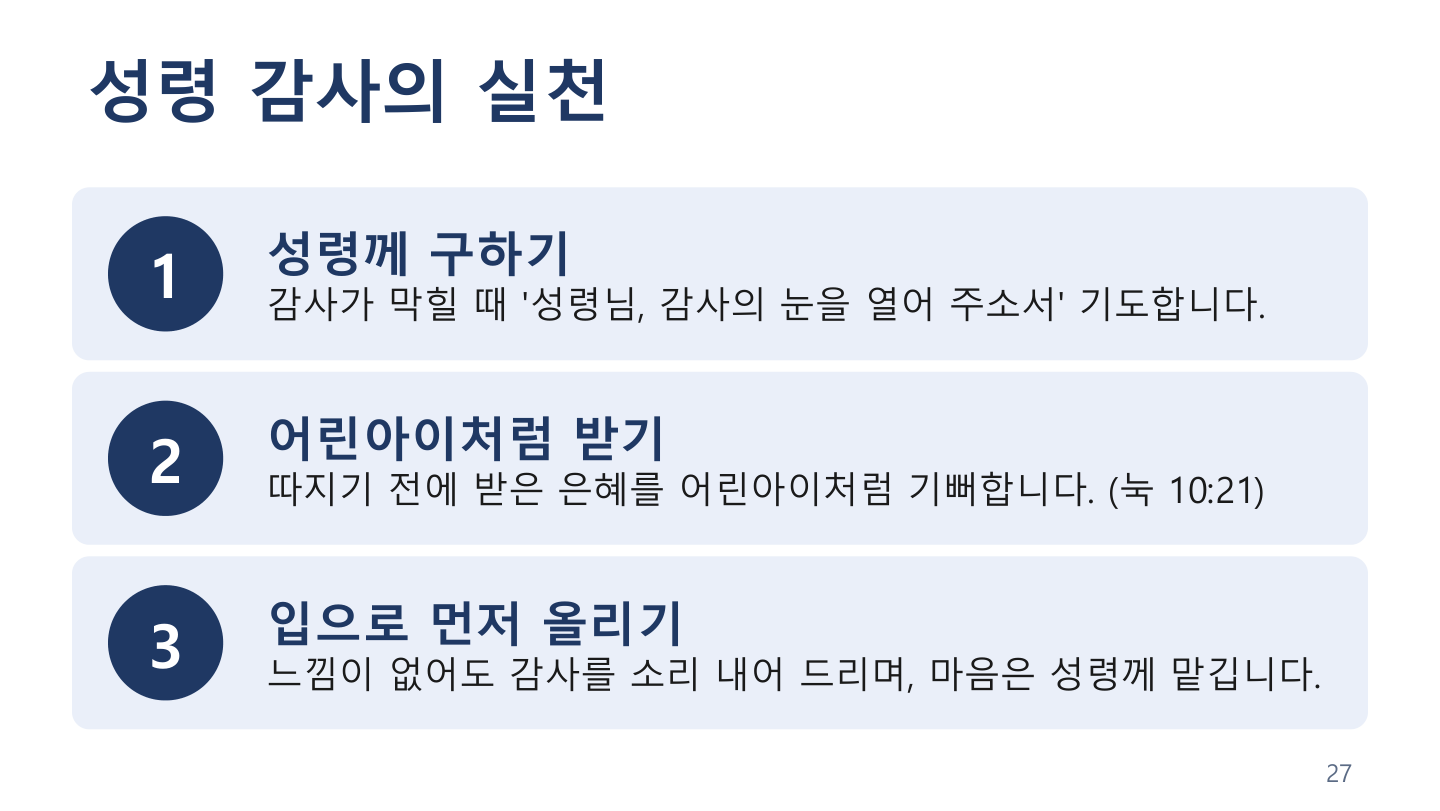 성령 감사의 실천
1
성령께 구하기
감사가 막힐 때 '성령님, 감사의 눈을 열어 주소서' 기도합니다.
2
어린아이처럼 받기
따지기 전에 받은 은혜를 어린아이처럼 기뻐합니다. (눅 10:21)
3
입으로 먼저 올리기
느낌이 없어도 감사를 소리 내어 드리며, 마음은 성령께 맡깁니다.
27